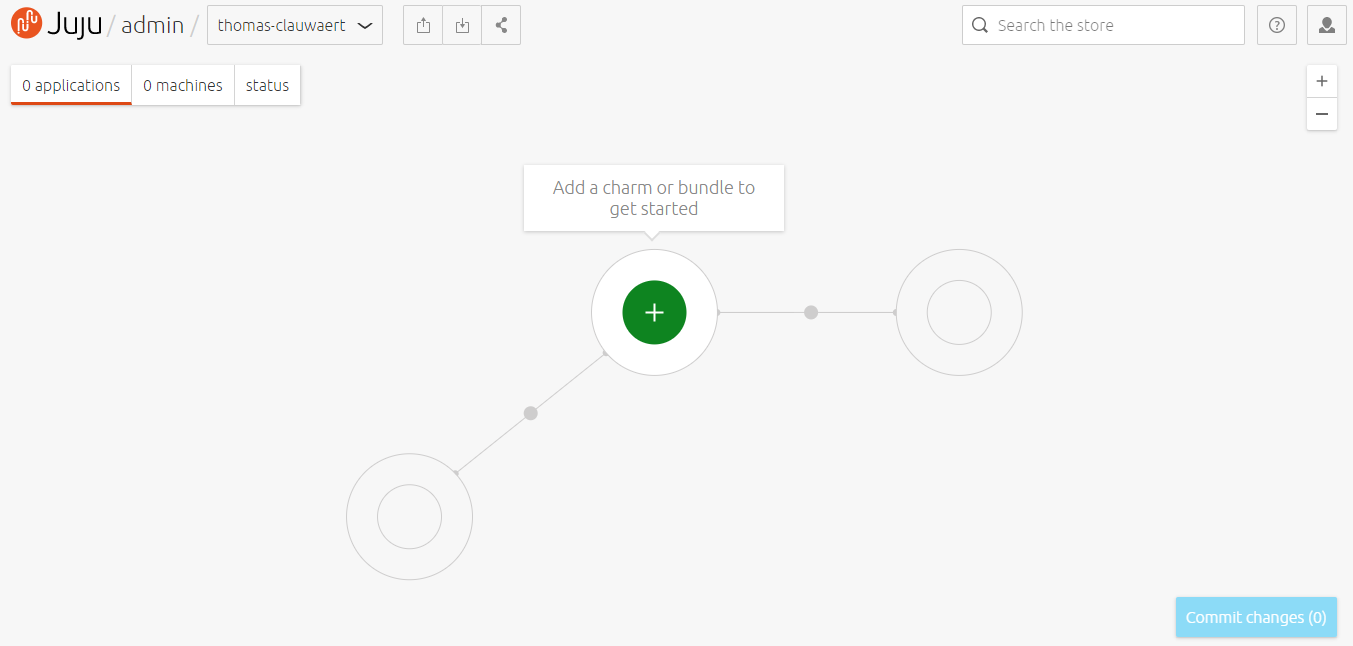 Juju / admin / thomas-clauwaert
Search the store
0 applications
0 machines
status
Add a charm or bundle to
get started
Commit changes (0)